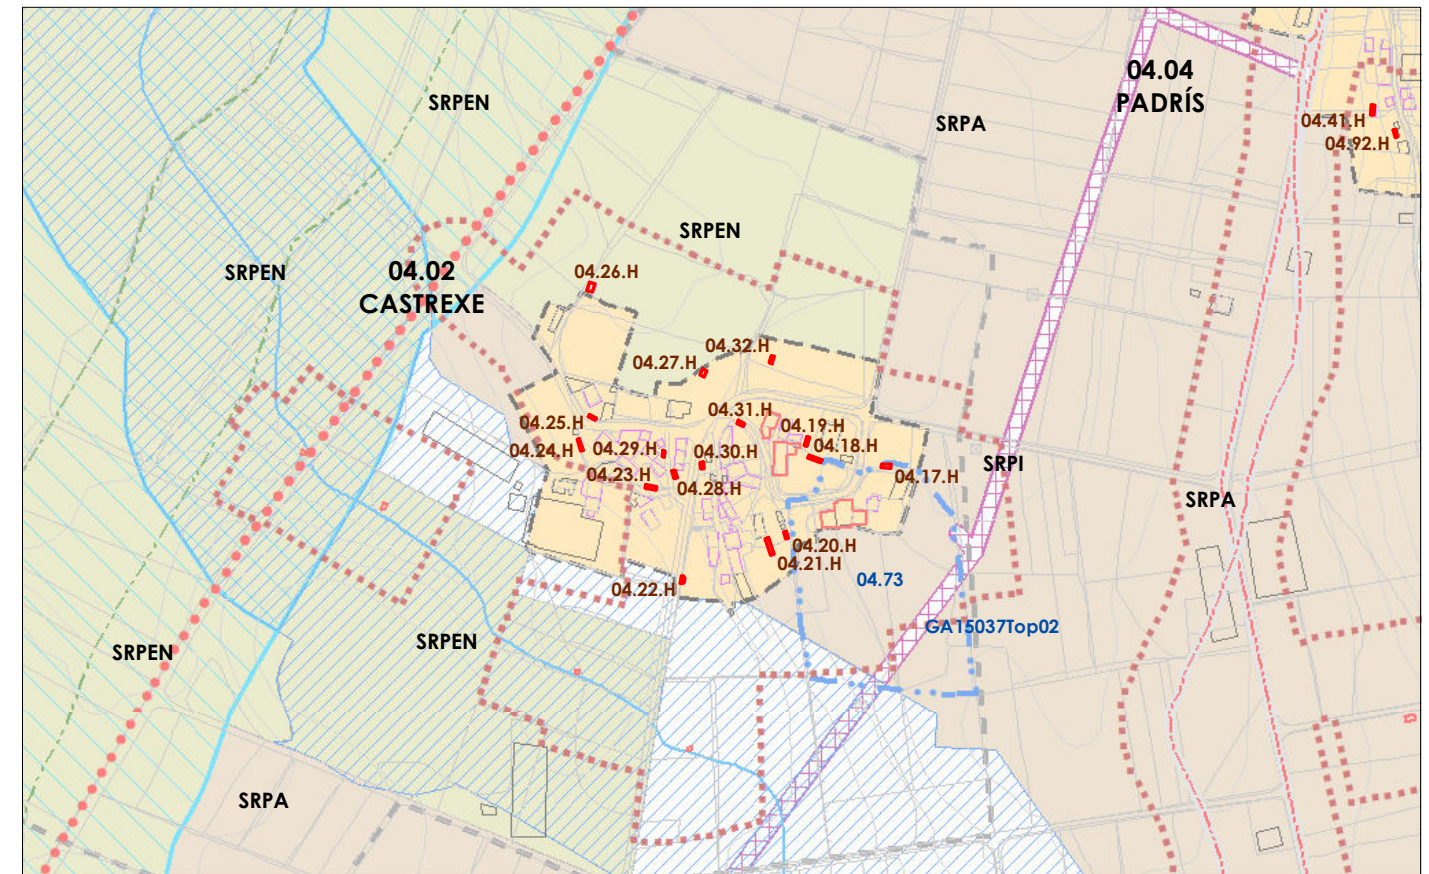 04.04
PADRÍS
SRPEN
SRPA
04.41.H
04.92.H
SRPEN
SRPEN
04.02
CASTREXE
04.26.H
04.32.H
04.27.H
04.31.H
04.25.H
04.19.H
04.24.H
04.29.H
04.18.H
04.30.H
SRPI
04.23.H
04.17.H
04.28.H
SRPA
04.20.H
04.21.H
04.73
04.22.H
GA15037Top02
SRPEN
SRPEN
SRPA